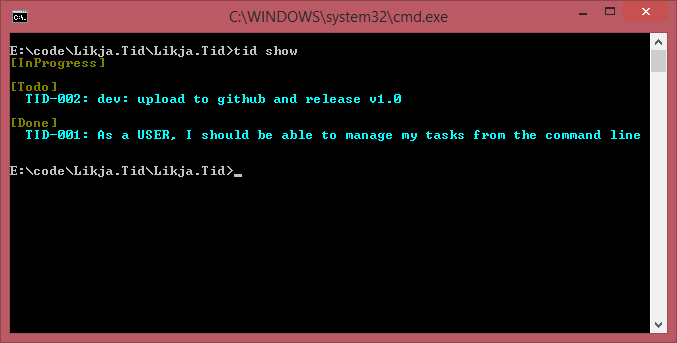 C:\WINDOWS\system32\cmd.exe
E:\code\Likja.Tid\Likja.Tid>tid show
[InProgress]
[Todo]
TID-002: dev: upload to github and release v1.0
[Done]
TID-001: As a USER, I should be able to manage my tasks from the command line
E:\code\Likja.Tid\Likja.Tid>_